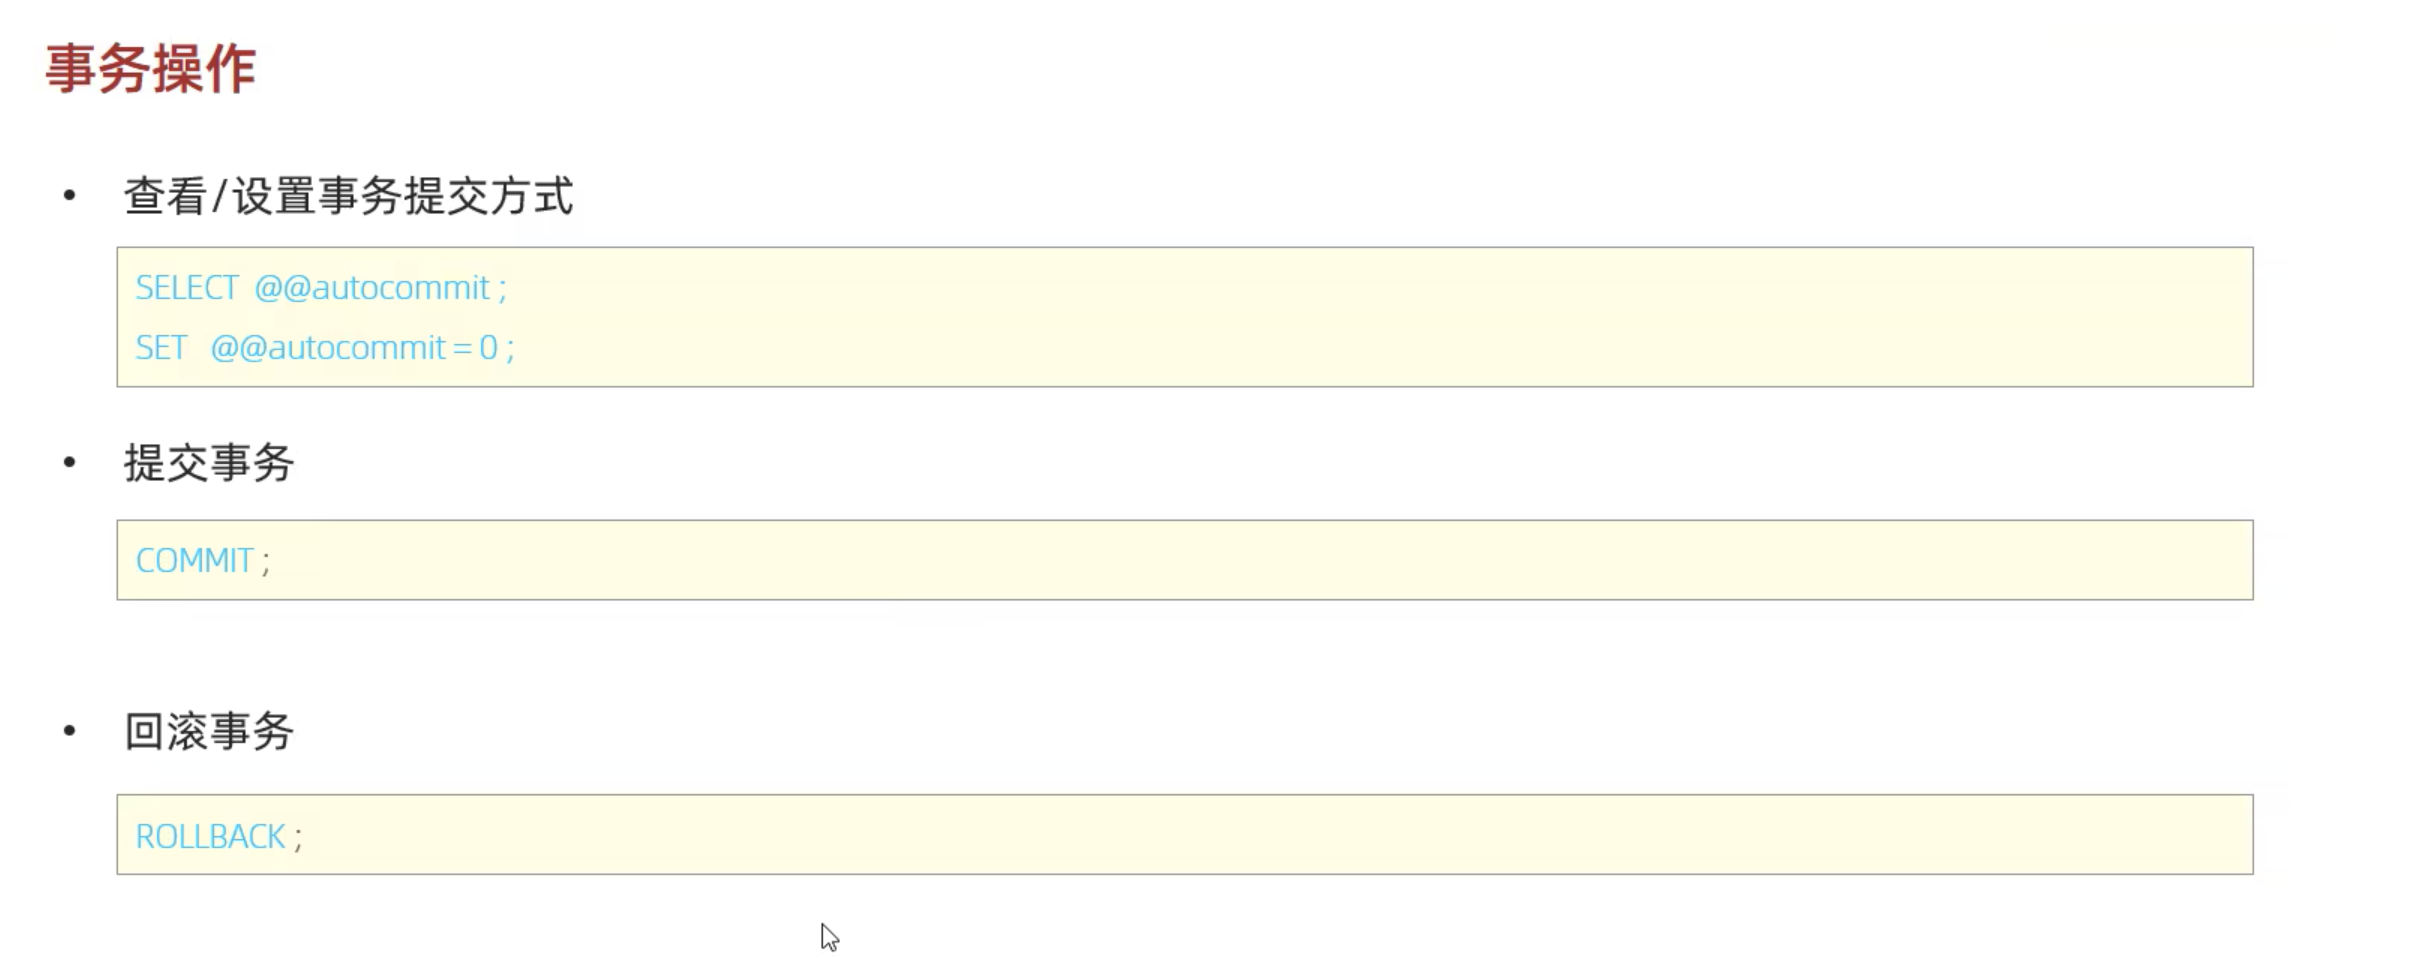 事务操作
• 查看/设置事务提交方式
SELECT @@autocommit ;
SET @@autocommit = 0 ;
• 提交事务
COMMIT ;
• 回滚事务
ROLLBACK ;